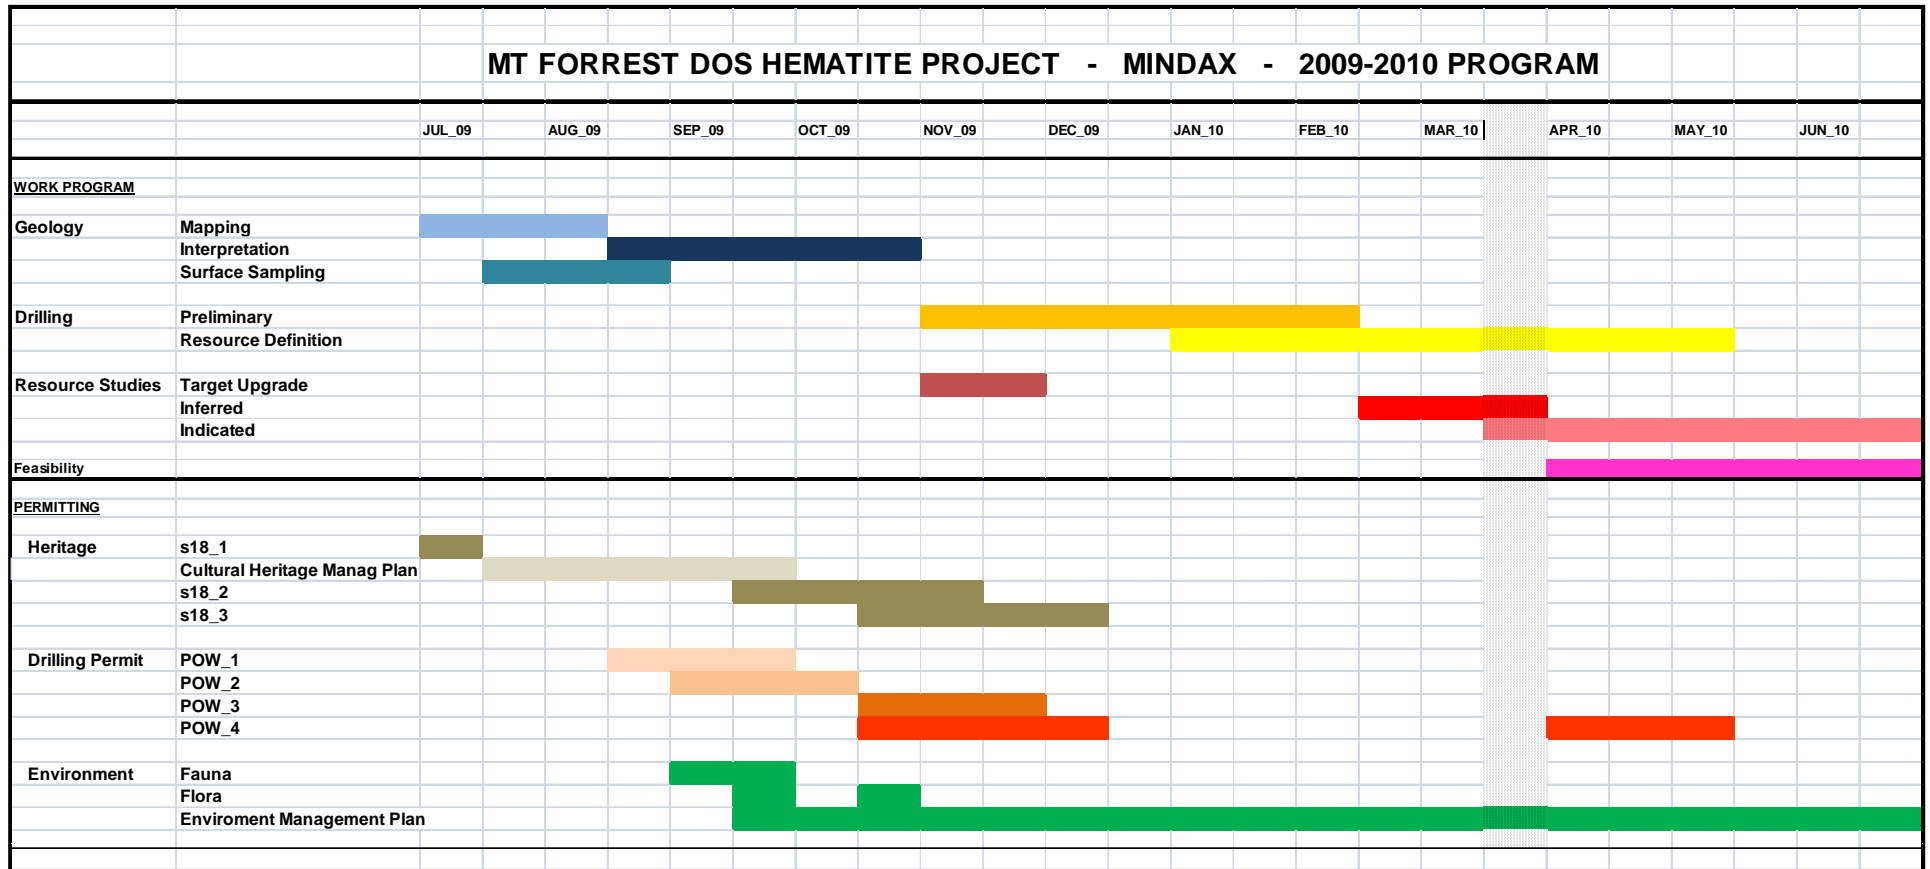 MT FORREST DOS HEMATITE PROJECT - MINDAX - 2009-2010 PROGRAM
JUL_09 AUG_09 SEP_09 OCT_09 NOV_09 DEC_09 JAN_10 FEB_10 MAR_10 APR_10 MAY_10 JUN_10
WORK PROGRAM
Geology Mapping
Interpretation
Surface Sampling
Drilling Preliminary
Resource Definition
Resource Studies Target Upgrade
Inferred
Indicated
Feasibility
PERMITTING
Heritage s18_1
Cultural Heritage Manag Plan
s18_2
s18_3
Drilling Permit POW_1
POW_2
POW_3
POW_4
Environment Fauna
Flora
Enviroment Management Plan